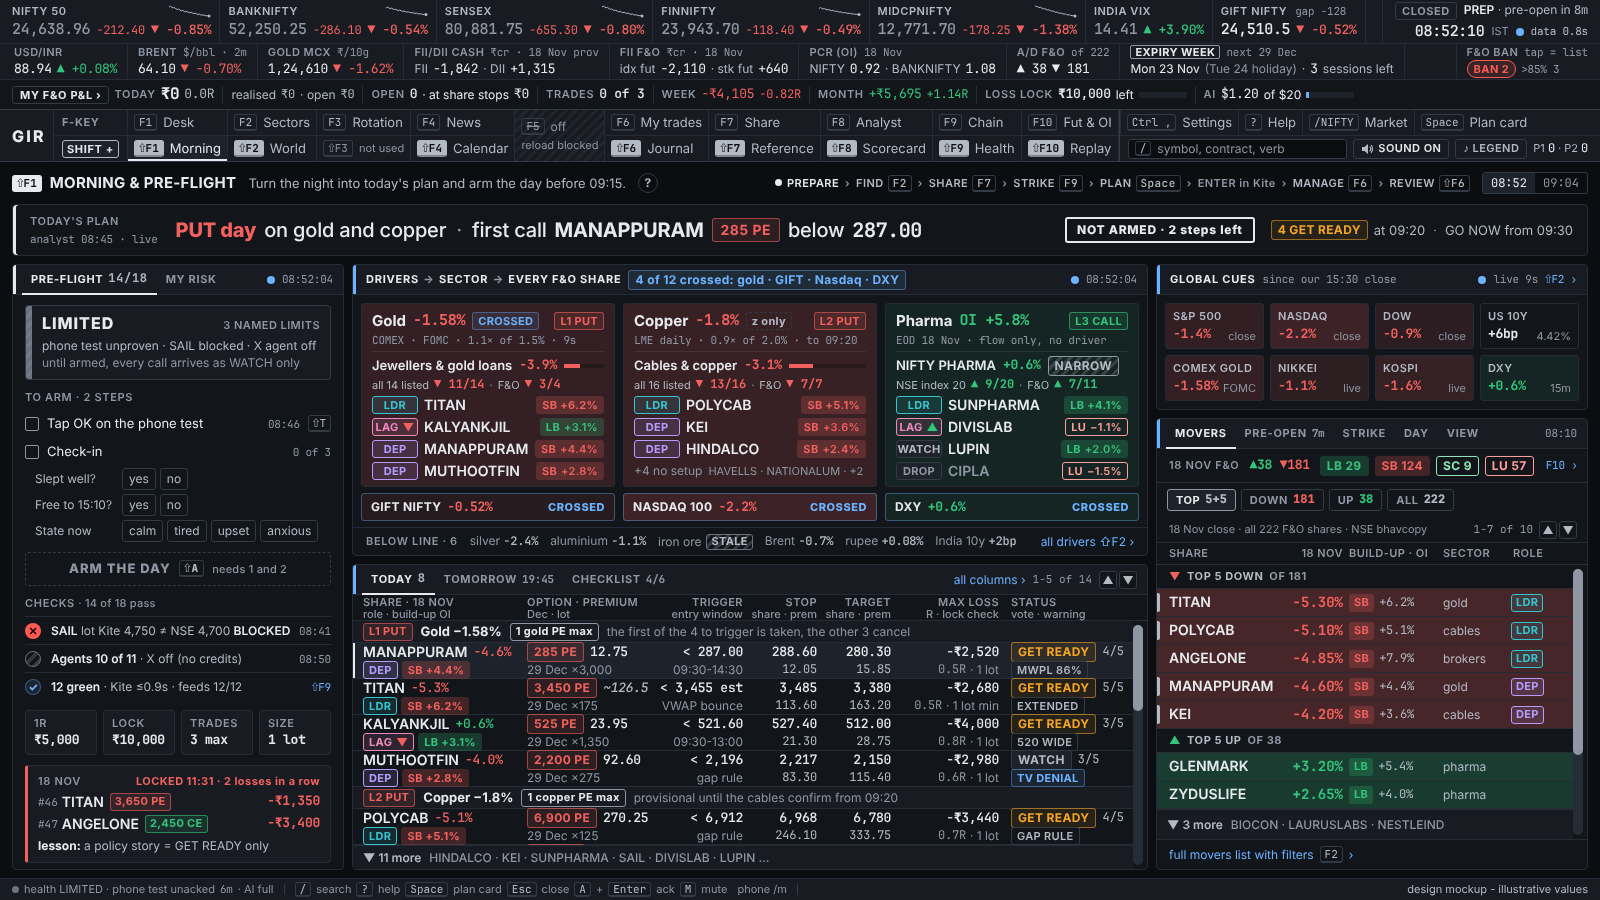 NIFTY 50 24,638.96 -212.40 ▼ -0.85%
BANKNIFTY 52,250.25 -286.10 ▼ -0.54%
SENSEX 80,881.75 -655.30 ▼ -0.80%
FINNIFTY 23,943.70 -118.00 ▼ -0.49%
MIDCPNIFTY 12,771.70 -178.25 ▼ -1.38%
INDIA VIX 14.41 ▲ +3.90%
GIFT NIFTY gap -128 24,510.5 ▼ -0.52%
CLOSED PREP · pre-open in 8m
08:52:10 IST data 0.8s
USD/INR 88.94 ▲ +0.08%
BRENT $/bbl · 2m 64.10 ▼ -0.70%
GOLD MCX ₹/10g 1,24,610 ▼ -1.62%
FII/DII CASH ₹cr · 18 Nov prov
FII -1,842 · DII +1,315
FII F&O ₹cr · 18 Nov
idx fut -2,110 · stk fut +640
PCR (OI) 18 Nov
NIFTY 0.92 · BANKNIFTY 1.08
A/D F&O of 222
▲ 38 ▼ 181
EXPIRY WEEK next 29 Dec
Mon 23 Nov (Tue 24 holiday) · 3 sessions left
F&O BAN tap = list
BAN 2 >85% 3
MY F&O P&L › TODAY ₹0 0.0R realised ₹0 · open ₹0 OPEN 0 · at share stops ₹0 TRADES 0 of 3 WEEK -₹4,105 -0.82R MONTH +₹5,695 +1.14R LOSS LOCK ₹10,000 left AI $1.20 of $20
GIR
F-KEY F1 Desk F2 Sectors F3 Rotation F4 News F5 off F6 My trades F7 Share F8 Analyst F9 Chain F10 Fut & OI Ctrl , Settings ? Help /NIFTY Market Space Plan card
SHIFT + ⇧F1 Morning ⇧F2 World ⇧F3 not used ⇧F4 Calendar reload blocked ⇧F6 Journal ⇧F7 Reference ⇧F8 Scorecard ⇧F9 Health ⇧F10 Replay / symbol, contract, verb SOUND ON ♪ LEGEND P1 0 · P2 0
⇧F1 MORNING & PRE-FLIGHT Turn the night into today's plan and arm the day before 09:15. ?
PREPARE › FIND F2 › SHARE F7 › STRIKE F9 › PLAN Space › ENTER in Kite › MANAGE F6 › REVIEW ⇧F6 08:52 09:04
TODAY'S PLAN
analyst 08:45 · live
PUT day on gold and copper · first call MANAPPURAM 285 PE below 287.00
NOT ARMED · 2 steps left 4 GET READY at 09:20 · GO NOW from 09:30
PRE-FLIGHT 14/18 MY RISK 08:52:04
LIMITED 3 NAMED LIMITS
phone test unproven · SAIL blocked · X agent off
until armed, every call arrives as WATCH only
TO ARM · 2 STEPS
Tap OK on the phone test 08:46 ⇧T
Check-in 0 of 3
Slept well? yes no
Free to 15:10? yes no
State now calm tired upset anxious
ARM THE DAY ⇧A needs 1 and 2
CHECKS · 14 of 18 pass
SAIL lot Kite 4,750 ≠ NSE 4,700 BLOCKED 08:41
Agents 10 of 11 · X off (no credits) 08:50
12 green · Kite ≤0.9s · feeds 12/12 ⇧F9
1R ₹5,000
LOCK ₹10,000
TRADES 3 max
SIZE 1 lot
18 NOV LOCKED 11:31 · 2 losses in a row
#46 TITAN 3,650 PE -₹1,350
#47 ANGELONE 2,450 CE -₹3,400
lesson: a policy story = GET READY only
DRIVERS → SECTOR → EVERY F&O SHARE 4 of 12 crossed: gold · GIFT · Nasdaq · DXY 08:52:04
Gold -1.58% CROSSED L1 PUT
COMEX · FOMC · 1.1× of 1.5% · 9s
Jewellers & gold loans -3.9%
all 14 listed ▼ 11/14 · F&O ▼ 3/4
LDR TITAN SB +6.2%
LAG ▼ KALYANKJIL LB +3.1%
DEP MANAPPURAM SB +4.4%
DEP MUTHOOTFIN SB +2.8%
Copper -1.8% z only L2 PUT
LME daily · 0.9× of 2.0% · to 09:20
Cables & copper -3.1%
all 16 listed ▼ 13/16 · F&O ▼ 7/7
LDR POLYCAB SB +5.1%
DEP KEI SB +3.6%
DEP HINDALCO SB +2.4%
+4 no setup HAVELLS · NATIONALUM · +2
Pharma OI +5.8% L3 CALL
EOD 18 Nov · flow only, no driver
NIFTY PHARMA +0.6% NARROW
NSE index 20 ▲ 9/20 · F&O ▲ 7/11
LDR SUNPHARMA LB +4.1%
LAG ▲ DIVISLAB LU −1.1%
WATCH LUPIN LB +2.0%
DROP CIPLA LU −1.5%
GIFT NIFTY -0.52% CROSSED
NASDAQ 100 -2.2% CROSSED
DXY +0.6% CROSSED
BELOW LINE · 6 silver -2.4% aluminium -1.1% iron ore STALE Brent -0.7% rupee +0.08% India 10y +2bp all drivers ⇧F2 ›
TODAY 8 TOMORROW 19:45 CHECKLIST 4/6 all columns › 1-5 of 14 ▲ ▼
SHARE · 18 NOV OPTION · PREMIUM TRIGGER STOP TARGET MAX LOSS STATUS
role · build-up OI Dec · lot entry window share · prem share · prem R · lock check vote · warning
L1 PUT Gold −1.58% 1 gold PE max the first of the 4 to trigger is taken, the other 3 cancel
MANAPPURAM -4.6% 285 PE 12.75 < 287.00 288.60 280.30 -₹2,520 GET READY 4/5
DEP SB +4.4% 29 Dec ×3,000 09:30-14:30 12.05 15.85 0.5R · 1 lot MWPL 86%
TITAN -5.3% 3,450 PE ~126.5 < 3,455 est 3,485 3,380 -₹2,680 GET READY 5/5
LDR SB +6.2% 29 Dec ×175 VWAP bounce 113.60 163.20 0.5R · 1 lot min EXTENDED
KALYANKJIL +0.6% 525 PE 23.95 < 521.60 527.40 512.00 -₹4,000 GET READY 3/5
LAG ▼ LB +3.1% 29 Dec ×1,350 09:30-13:00 21.30 28.75 0.8R · 1 lot 520 WIDE
MUTHOOTFIN -4.0% 2,200 PE 92.60 < 2,196 2,217 2,150 -₹2,980 WATCH 3/5
DEP SB +2.8% 29 Dec ×275 gap rule 83.30 115.40 0.6R · 1 lot TV DENIAL
L2 PUT Copper −1.8% 1 copper PE max provisional until the cables confirm from 09:20
POLYCAB -5.1% 6,900 PE 270.25 < 6,912 6,968 6,780 -₹3,440 GET READY 4/5
LDR SB +5.1% 29 Dec ×125 gap rule 246.10 333.75 0.7R · 1 lot GAP RULE
▼ 11 more HINDALCO · KEI · SUNPHARMA · SAIL · DIVISLAB · LUPIN ...
GLOBAL CUES since our 15:30 close live 9s ⇧F2 ›
S&P 500 -1.4% close
NASDAQ -2.2% close
DOW -0.9% close
US 10Y +6bp 4.42%
COMEX GOLD -1.58% FOMC
NIKKEI -1.1% live
KOSPI -1.6% live
DXY +0.6% 15m
MOVERS PRE-OPEN 7m STRIKE DAY VIEW 08:10
18 NOV F&O ▲38 ▼181 LB 29 SB 124 SC 9 LU 57 F10 ›
TOP 5+5 DOWN 181 UP 38 ALL 222
18 Nov close · all 222 F&O shares · NSE bhavcopy 1-7 of 10 ▲ ▼
SHARE 18 NOV BUILD-UP · OI SECTOR ROLE
▼ TOP 5 DOWN OF 181
TITAN -5.30% SB +6.2% gold LDR
POLYCAB -5.10% SB +5.1% cables LDR
ANGELONE -4.85% SB +7.9% brokers LDR
MANAPPURAM -4.60% SB +4.4% gold DEP
KEI -4.20% SB +3.6% cables DEP
▲ TOP 5 UP OF 38
GLENMARK +3.20% LB +5.4% pharma
ZYDUSLIFE +2.65% LB +4.0% pharma
▼ 3 more BIOCON · LAURUSLABS · NESTLEIND
full movers list with filters F2 ›
health LIMITED · phone test unacked 6m · AI full / search ? help Space plan card Esc close A + Enter ack M mute phone /m design mockup - illustrative values